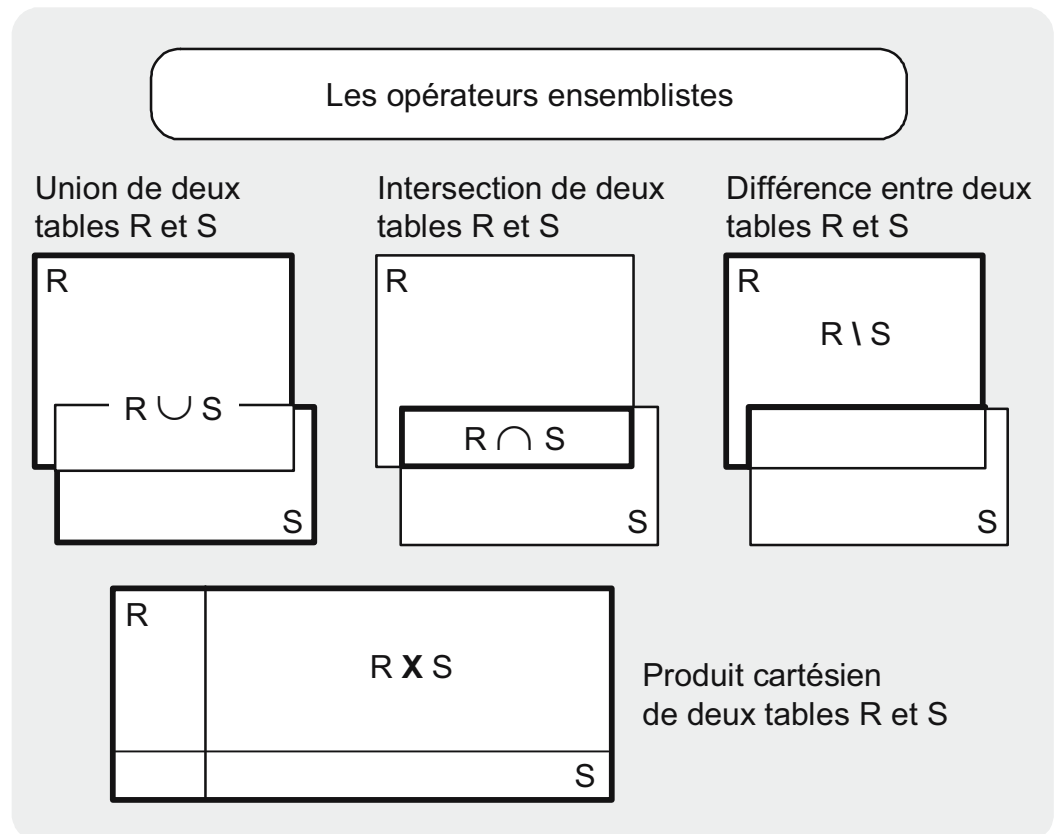 Les opérateurs ensemblistes
Union de deux
tables R et S
R
R ∪ S
S
Intersection de deux
tables R et S
R
R ∩ S
S
Différence entre deux
tables R et S
R
R \ S
S
R
R X S
S
Produit cartésien
de deux tables R et S